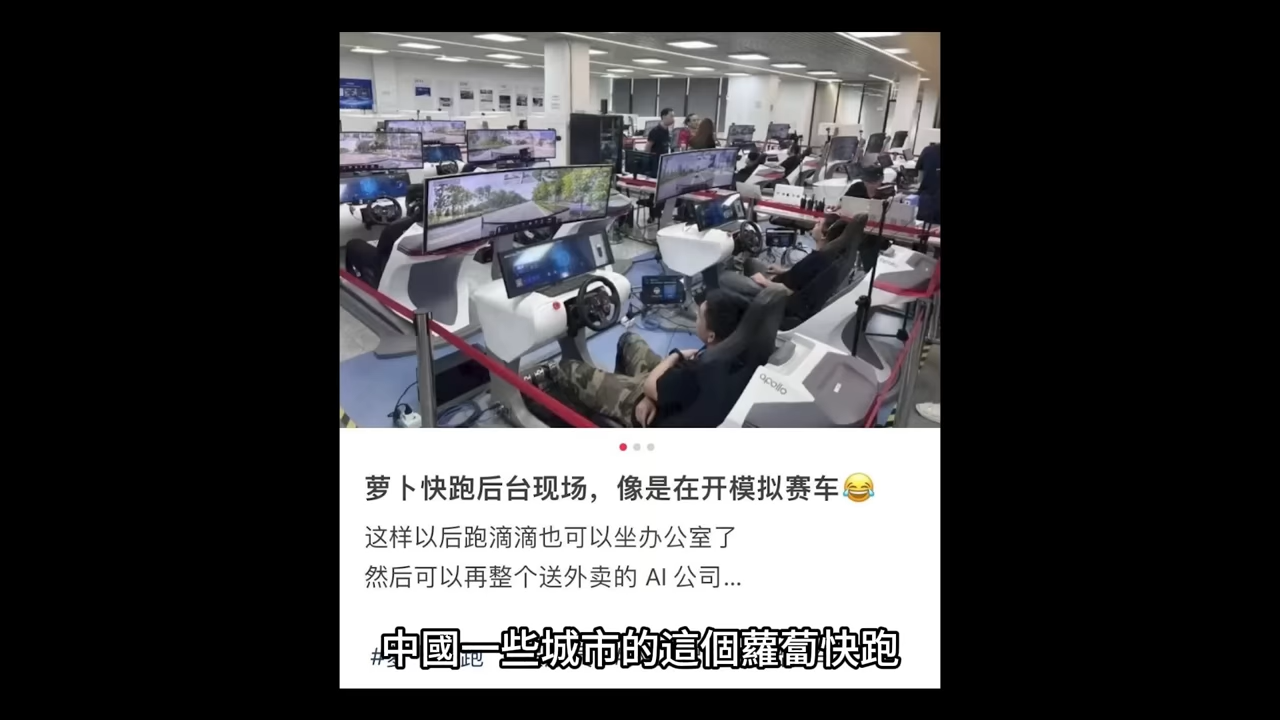 apollo
萝卜快跑后台现场，像是在开模拟赛车😂
这样以后跑滴滴也可以坐办公室了
然后可以再整个送外卖的 AI 公司...
中國一些城市的這個蘿蔔快跑